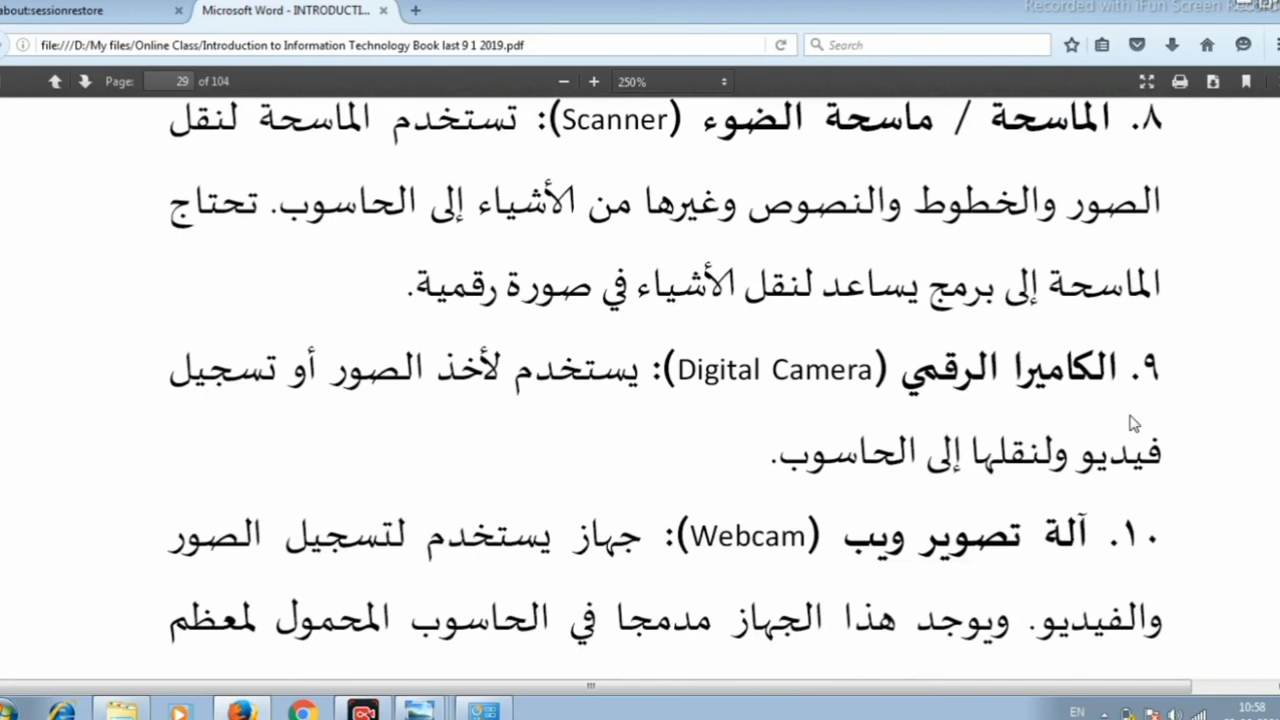 about:sessionrestore
Microsoft Word - INTRODUCTI...
Recorded with iFun Screen
file:///D:/My files/Online Class/Introduction to Information Technology Book last 9 1 2019.pdf
Search
Page: 29 of 104
250%
٨. الماسحة / ماسحة الضوء (Scanner): تستخدم الماسحة لنقل
الصور والخطوط والنصوص وغيرها من الأشياء إلى الحاسوب. تحتاج
الماسحة إلى برمج يساعد لنقل الأشياء في صورة رقمية.
٩. الكاميرا الرقمي (Digital Camera): يستخدم لأخذ الصور أو تسجيل
فيديو ولنقلها إلى الحاسوب.
١٠. آلة تصوير ويب (Webcam): جهاز يستخدم لتسجيل الصور
والفيديو. ويوجد هذا الجهاز مدمجا في الحاسوب المحمول لمعظم
EN
10:58